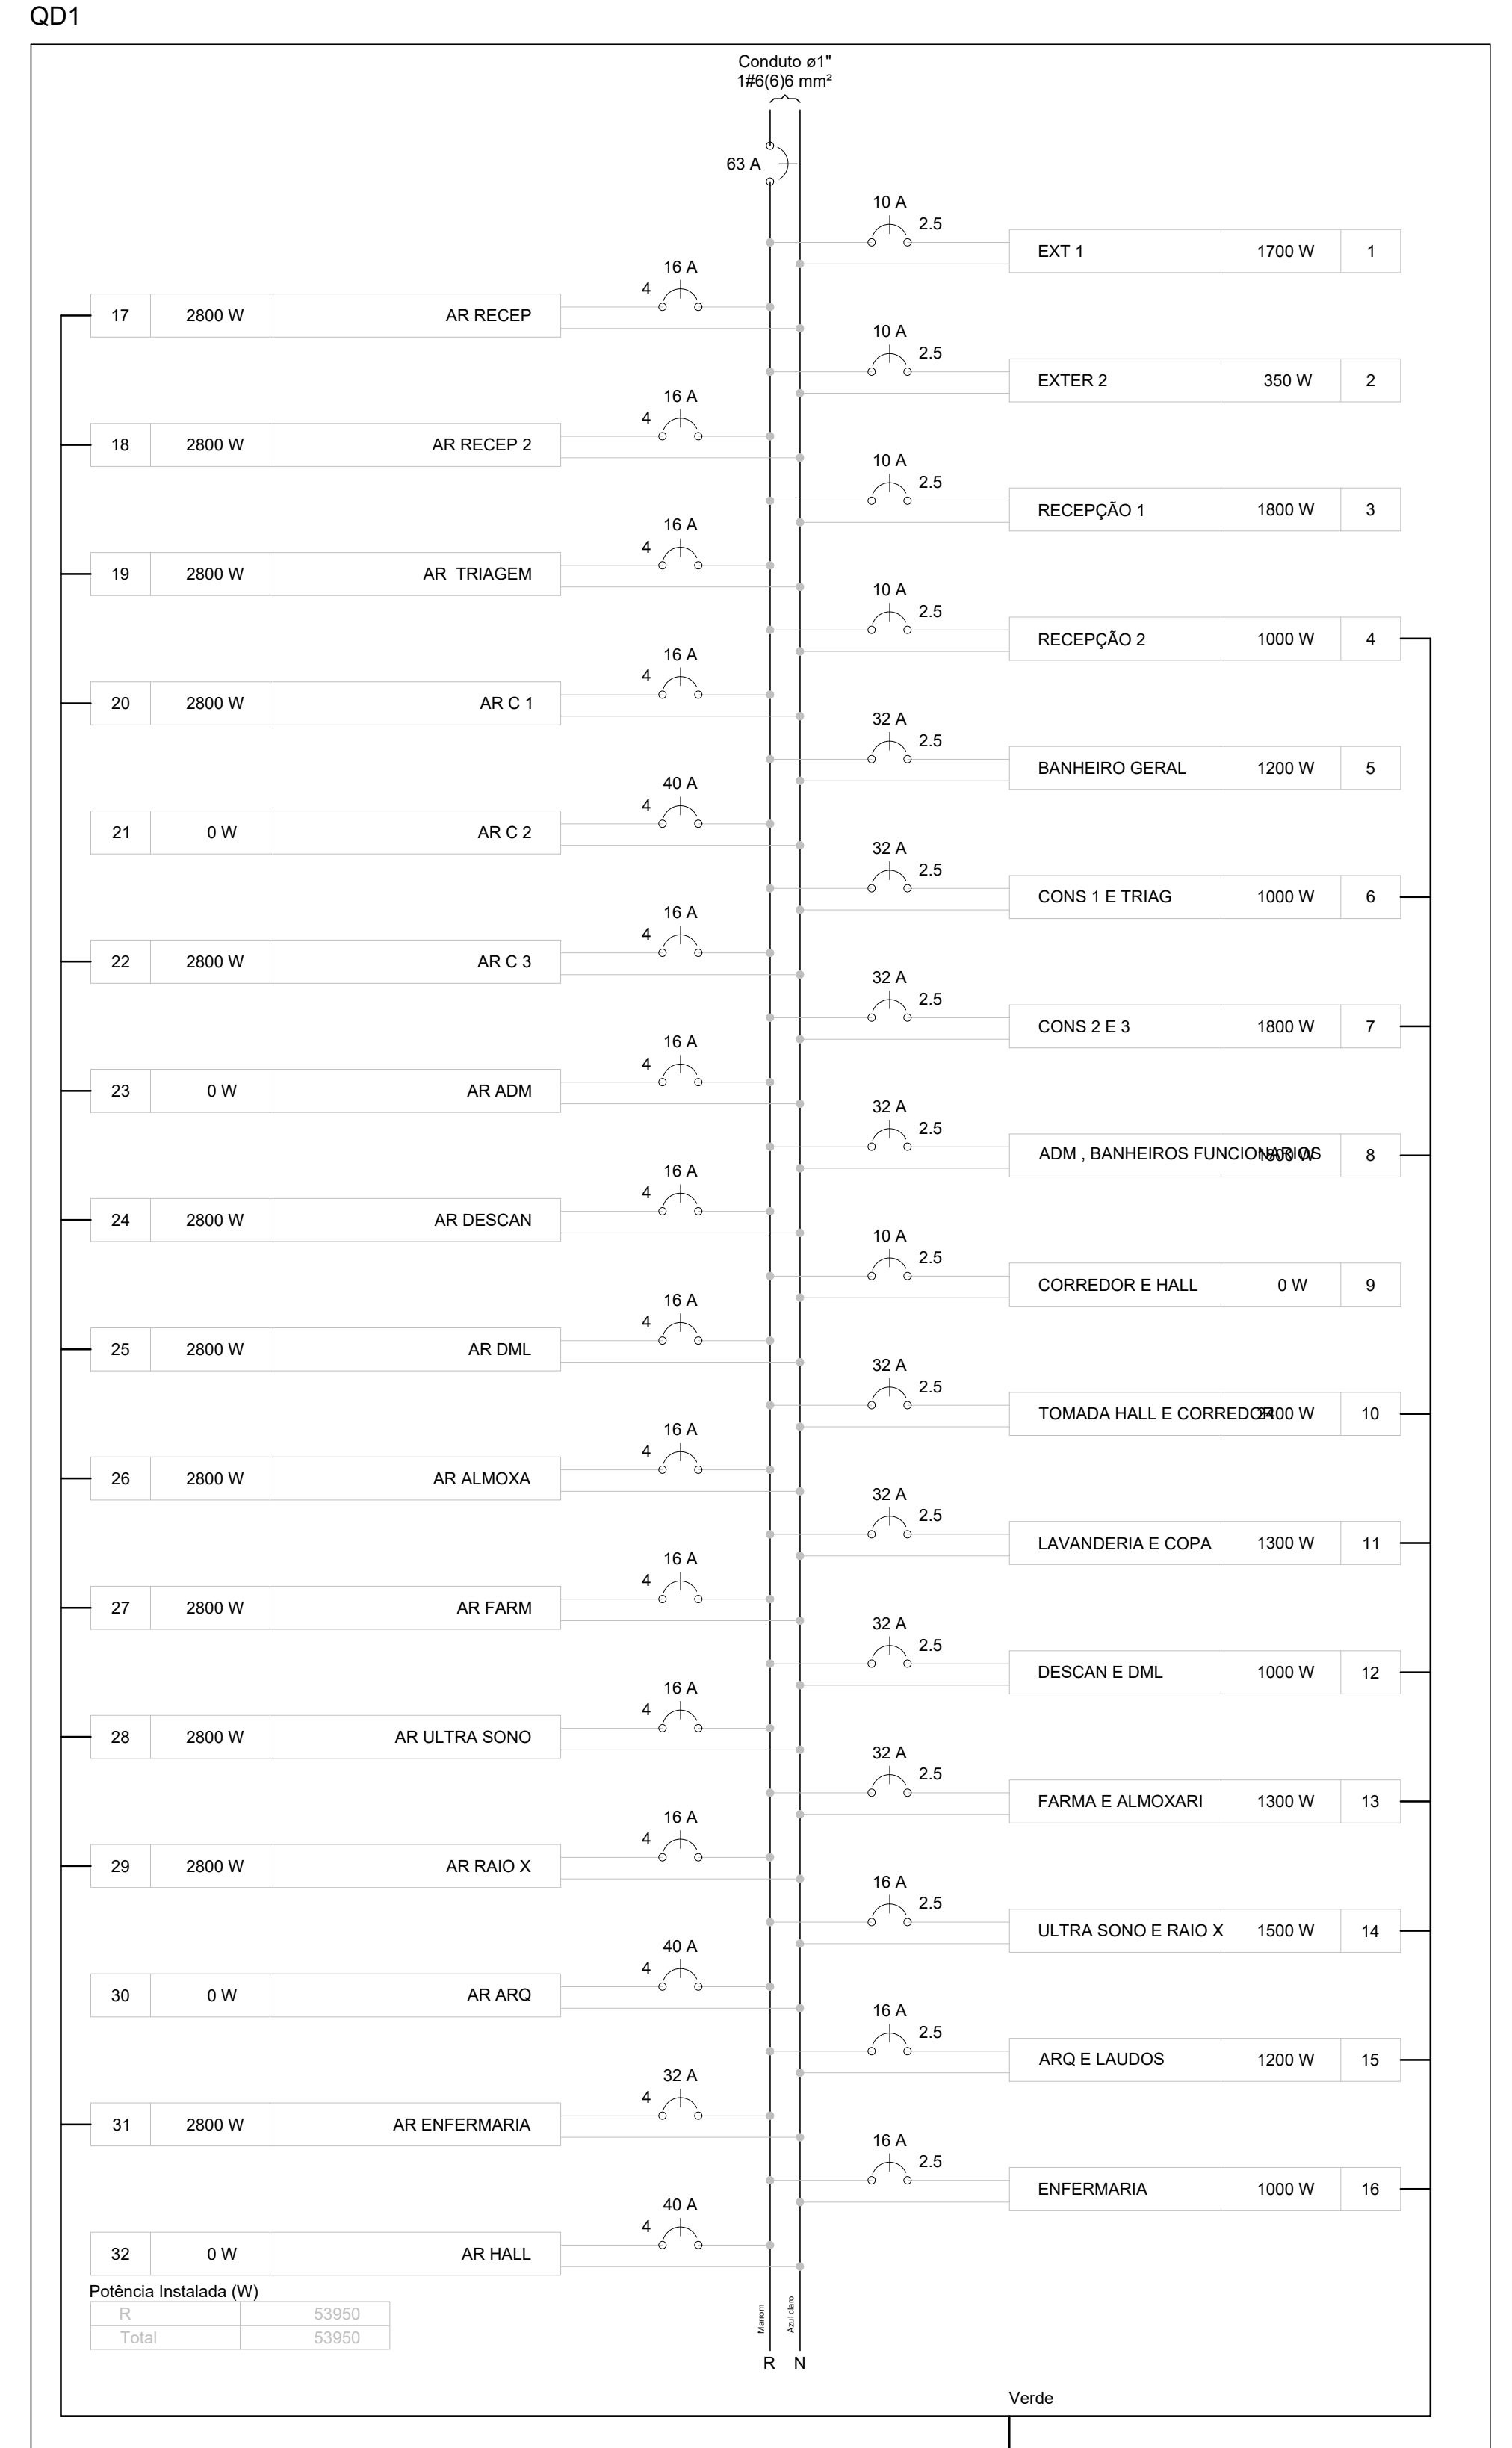 QD1
Conduto ø1"
1#6(6)6 mm²
63 A
10 A
2.5
EXT 1 1700 W 1
16 A
4
17 2800 W AR RECEP
10 A
2.5
EXTER 2 350 W 2
16 A
4
18 2800 W AR RECEP 2
10 A
2.5
RECEPÇÃO 1 1800 W 3
16 A
4
19 2800 W AR TRIAGEM
10 A
2.5
RECEPÇÃO 2 1000 W 4
16 A
4
20 2800 W AR C 1
32 A
2.5
BANHEIRO GERAL 1200 W 5
40 A
4
21 0 W AR C 2
32 A
2.5
CONS 1 E TRIAG 1000 W 6
16 A
4
22 2800 W AR C 3
32 A
2.5
CONS 2 E 3 1800 W 7
16 A
4
23 0 W AR ADM
32 A
2.5
ADM , BANHEIROS FUNCIONARIOS 8
16 A
4
24 2800 W AR DESCAN
10 A
2.5
CORREDOR E HALL 0 W 9
16 A
4
25 2800 W AR DML
32 A
2.5
TOMADA HALL E CORREDOR 2400 W 10
16 A
4
26 2800 W AR ALMOXA
32 A
2.5
LAVANDERIA E COPA 1300 W 11
16 A
4
27 2800 W AR FARM
32 A
2.5
DESCAN E DML 1000 W 12
16 A
4
28 2800 W AR ULTRA SONO
32 A
2.5
FARMA E ALMOXARI 1300 W 13
16 A
4
29 2800 W AR RAIO X
16 A
2.5
ULTRA SONO E RAIO X 1500 W 14
40 A
4
30 0 W AR ARQ
16 A
2.5
ARQ E LAUDOS 1200 W 15
32 A
4
31 2800 W AR ENFERMARIA
16 A
2.5
ENFERMARIA 1000 W 16
40 A
4
32 0 W AR HALL
Potência Instalada (W)
R 53950
Total 53950
Marrom
Azul claro
R N
Verde